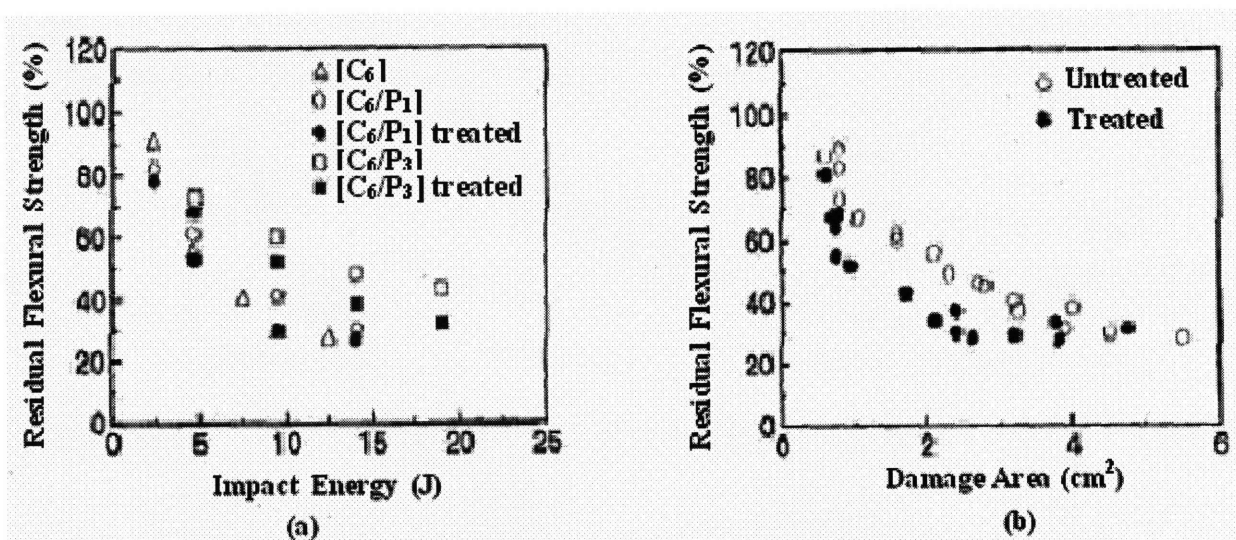 Residual Flexural Strength (%)
120
100
80
60
40
20
0
0 5 10 15 20 25
Impact Energy (J)
(a)
[C₆]
[C₆/P₁]
[C₆/P₁] treated
[C₆/P₃]
[C₆/P₃] treated
Residual Flexural Strength (%)
120
100
80
60
40
20
0
0 2 4 6
Damage Area (cm²)
(b)
Untreated
Treated